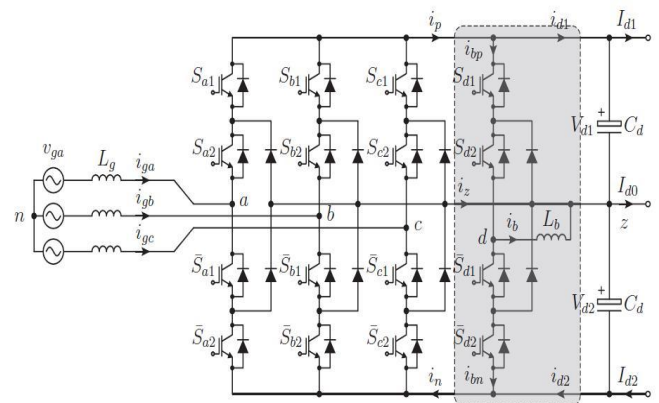 i_p i_d1 I_d1
i_bp
S_a1 S_b1 S_c1 S_d1
V_d1 + C_d
S_a2 S_b2 S_c2 S_d2
v_ga L_g i_ga
i_z I_d0
a
n i_gb b
i_b L_b z
i_gc c d
S̄_a1 S̄_b1 S̄_c1 S̄_d1
V_d2 + C_d
S̄_a2 S̄_b2 S̄_c2 S̄_d2
i_n i_bn i_d2 I_d2